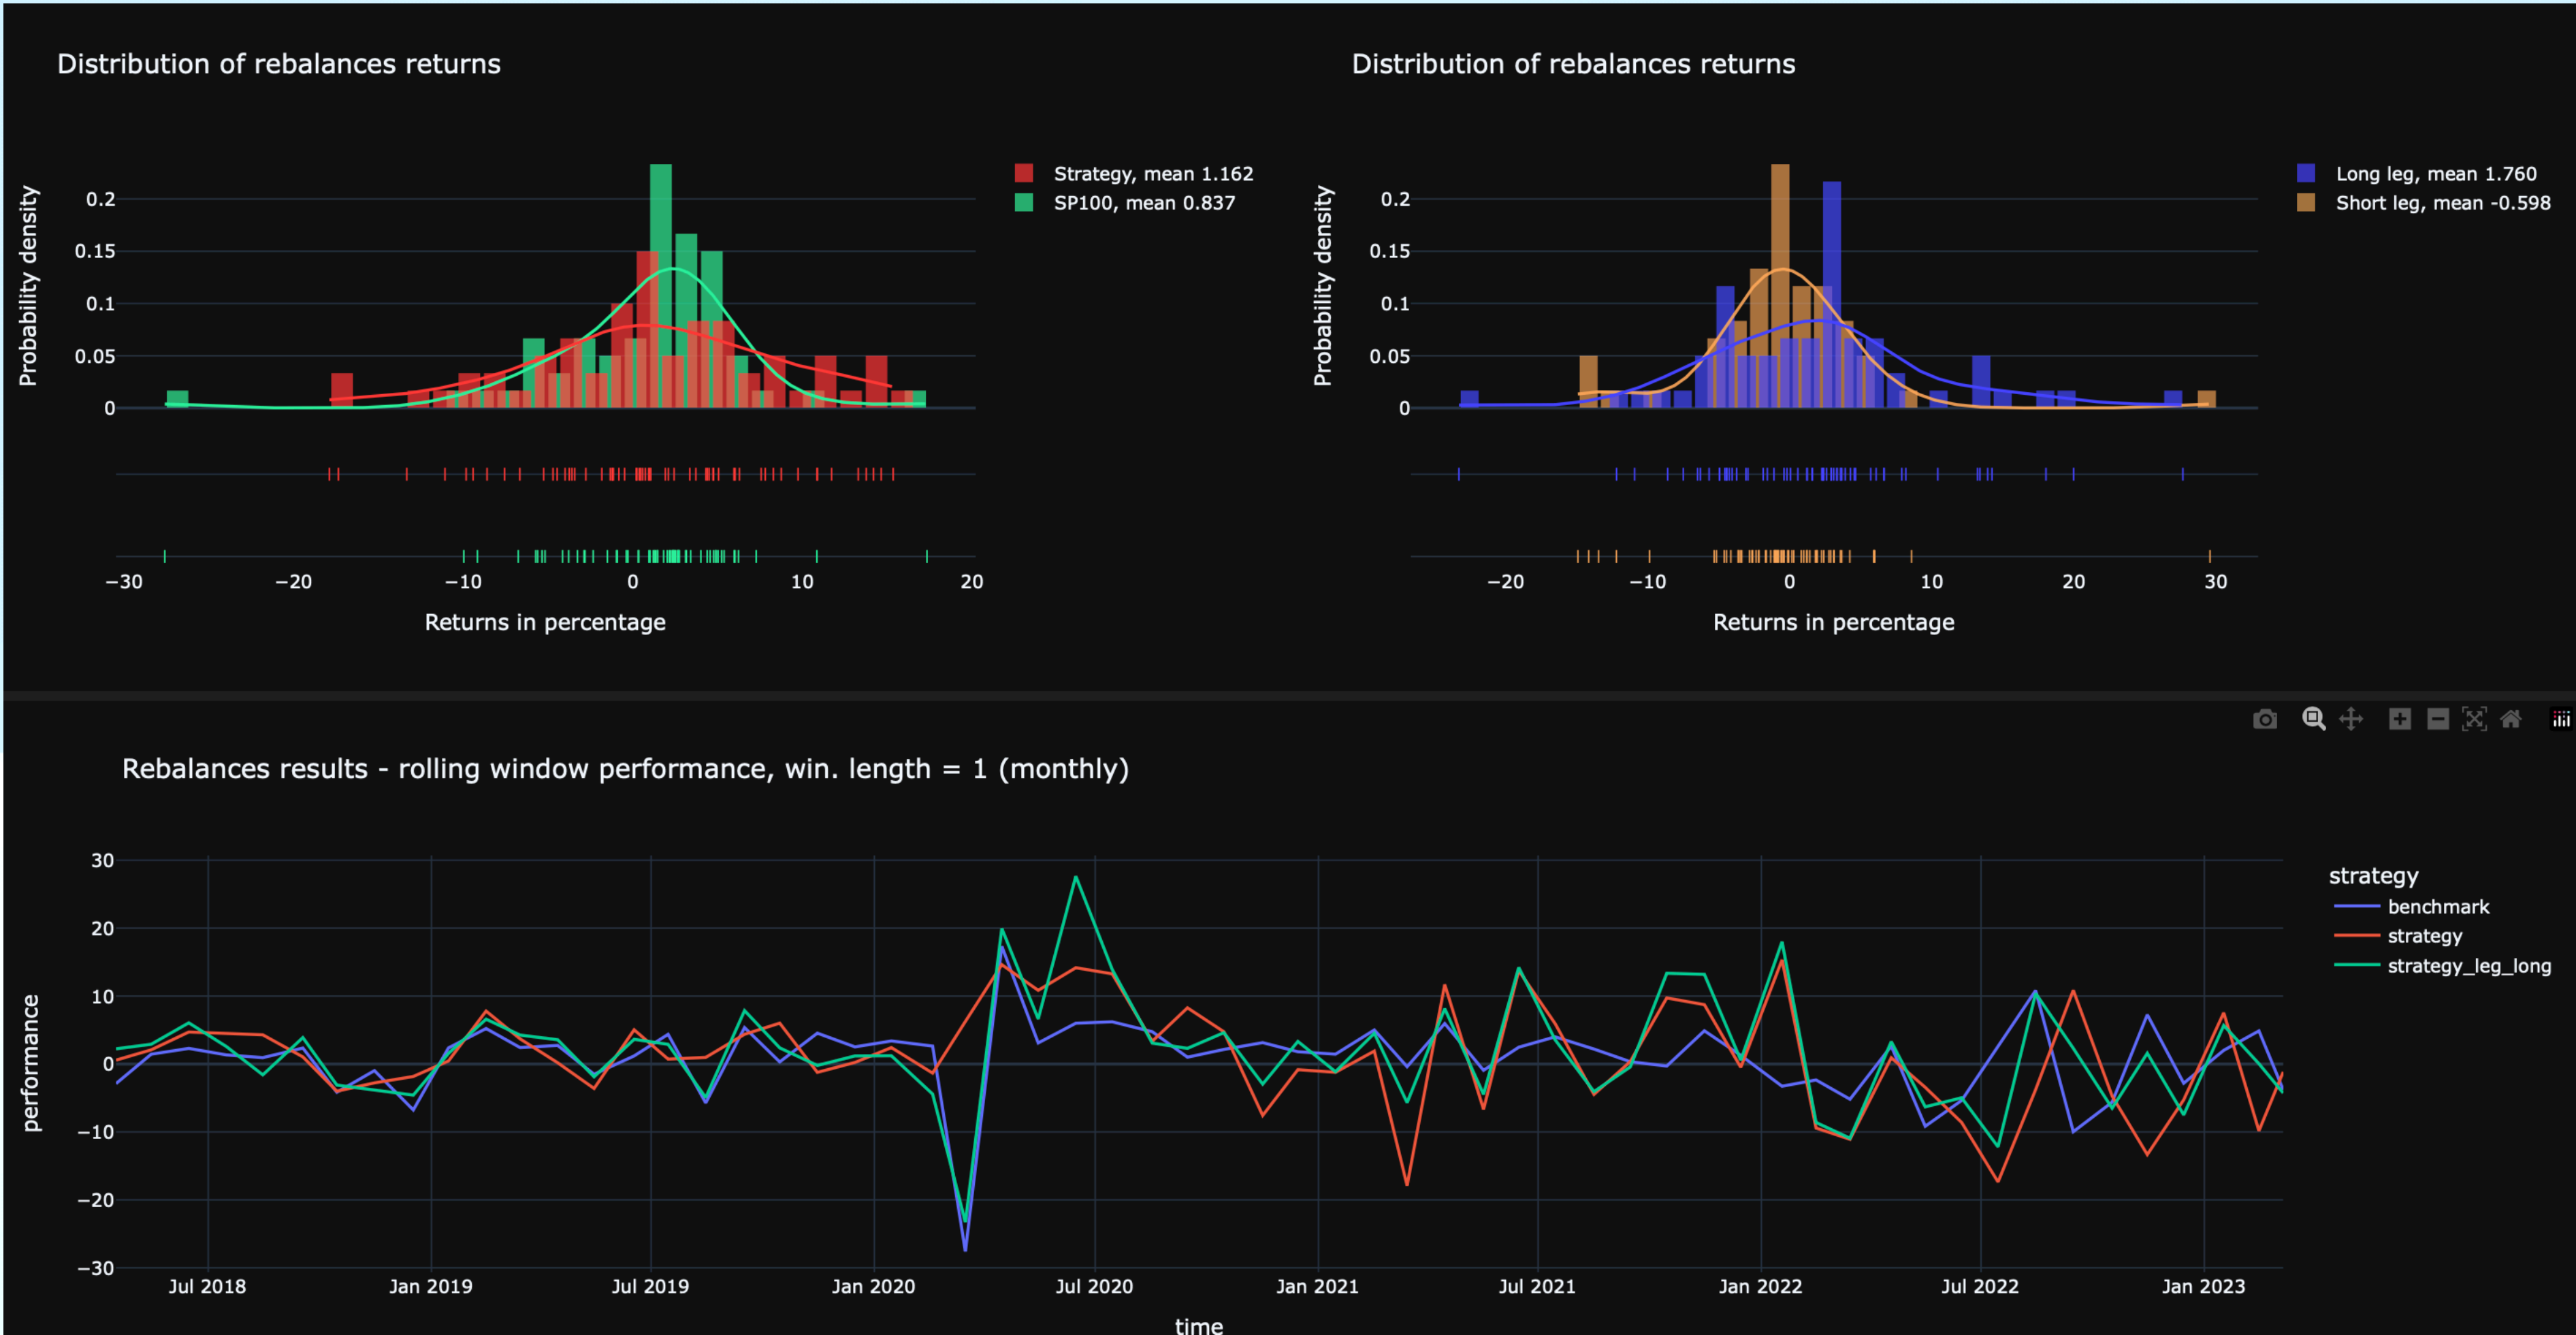 Distribution of rebalances returns
Probability density
0.2
0.15
0.1
0.05
0
Strategy, mean 1.162
SP100, mean 0.837
−30 −20 −10 0 10 20
Returns in percentage
Distribution of rebalances returns
Probability density
0.2
0.15
0.1
0.05
0
Long leg, mean 1.760
Short leg, mean -0.598
−20 −10 0 10 20 30
Returns in percentage
Rebalances results - rolling window performance, win. length = 1 (monthly)
performance
30
20
10
0
−10
−20
−30
strategy
benchmark
strategy
strategy_leg_long
Jul 2018 Jan 2019 Jul 2019 Jan 2020 Jul 2020 Jan 2021 Jul 2021 Jan 2022 Jul 2022 Jan 2023
time